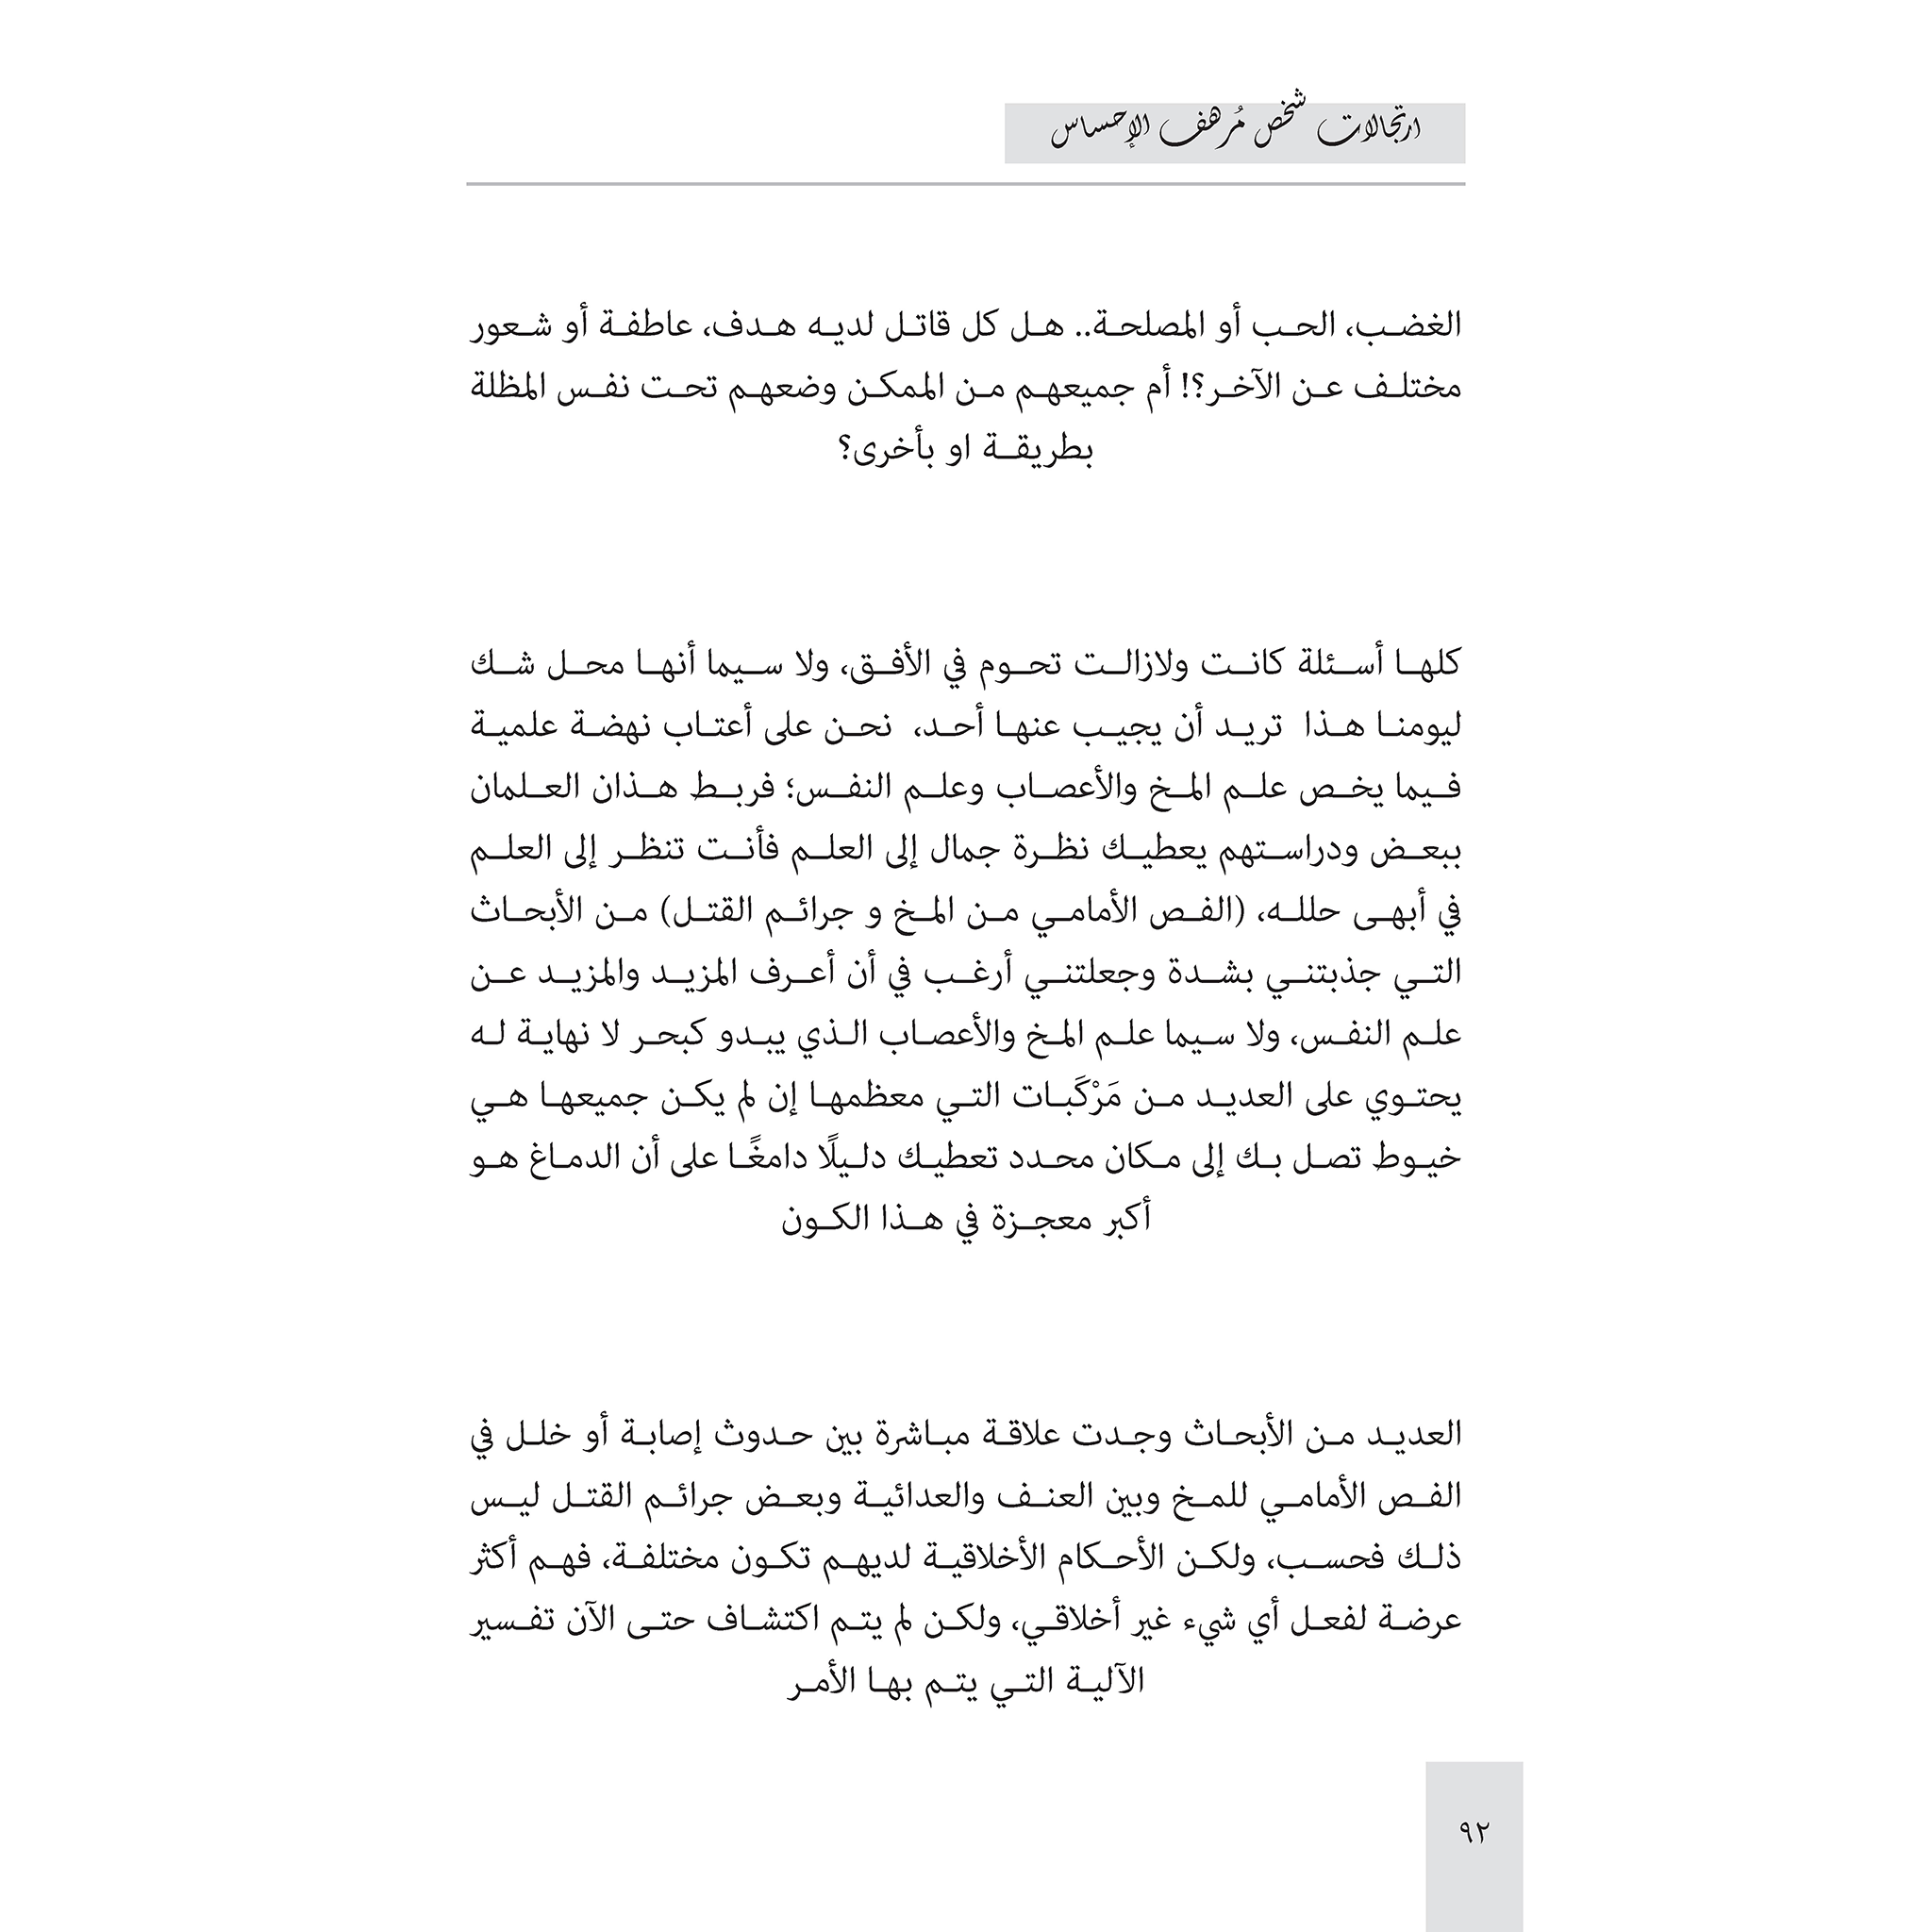 ارتجالات شخص مُرهف الإحساس
الغضب، الحب أو المصلحة.. هل كل قاتل لديه هدف، عاطفة أو شعور
مختلف عن الآخر؟! أم جميعهم من الممكن وضعهم تحت نفس المظلة
بطريقة او بأخرى؟
كلها أسئلة كانت ولازالت تحوم في الأفق، ولا سيما أنها محل شك
ليومنا هذا تريد أن يجيب عنها أحد، نحن على أعتاب نهضة علمية
فيما يخص علم المخ والأعصاب وعلم النفس؛ فربط هذان العلمان
ببعض ودراستهم يعطيك نظرة جمال إلى العلم فأنت تنظر إلى العلم
في أبهى حلله، (الفص الأمامي من المخ و جرائم القتل) من الأبحاث
التي جذبتني بشدة وجعلتني أرغب في أن أعرف المزيد والمزيد عن
علم النفس، ولا سيما علم المخ والأعصاب الذي يبدو كبحر لا نهاية له
يحتوي على العديد من مَرْكَبات التي معظمها إن لم يكن جميعها هي
خيوط تصل بك إلى مكان محدد تعطيك دليلًا دامغًا على أن الدماغ هو
أكبر معجزة في هذا الكون
العديد من الأبحاث وجدت علاقة مباشرة بين حدوث إصابة أو خلل في
الفص الأمامي للمخ وبين العنف والعدائية وبعض جرائم القتل ليس
ذلك فحسب، ولكن الأحكام الأخلاقية لديهم تكون مختلفة، فهم أكثر
عرضة لفعل أي شيء غير أخلاقي، ولكن لم يتم اكتشاف حتى الآن تفسير
الآلية التي يتم بها الأمر
٩٢